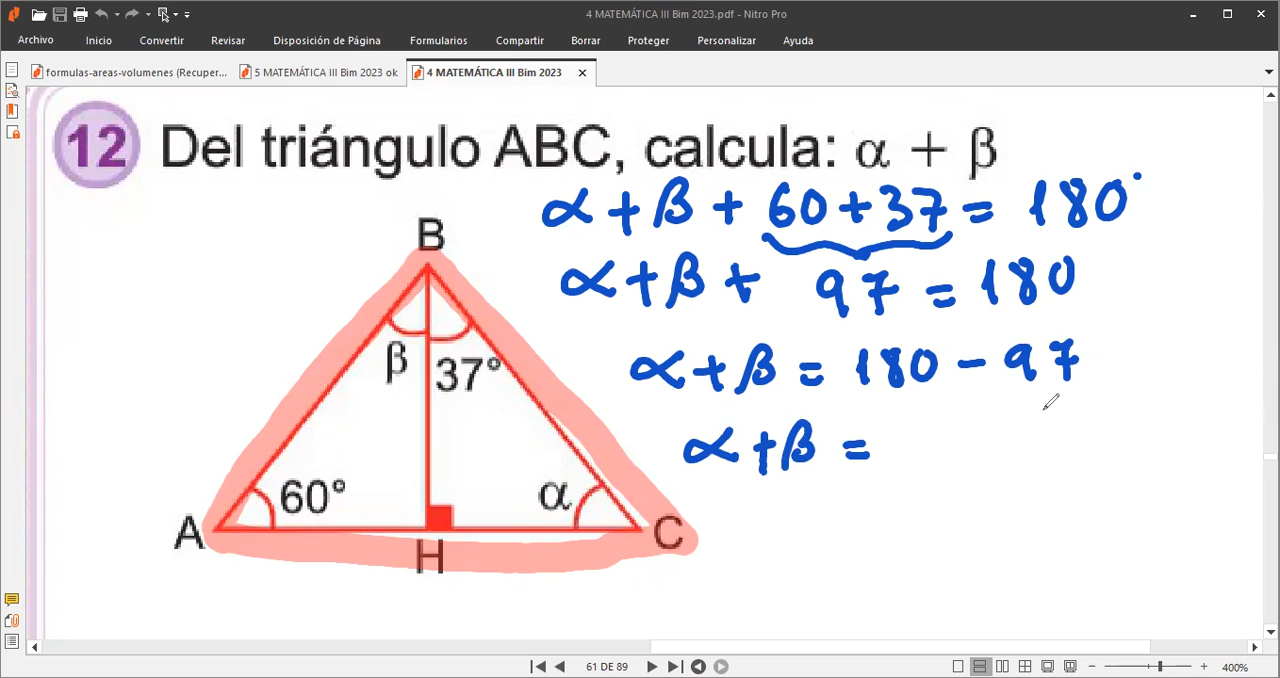 4 MATEMÁTICA III Bim 2023.pdf - Nitro Pro
Archivo Inicio Convertir Revisar Disposición de Página Formularios Compartir Borrar Proteger Personalizar Ayuda
formulas-areas-volumenes (Recuper... 5 MATEMÁTICA III Bim 2023 ok 4 MATEMÁTICA III Bim 2023
12 Del triángulo ABC, calcula: α + β
α + β + 60 + 37 = 180°
α + β + 97 = 180
α + β = 180 - 97
α + β =
B
β 37°
60° α
A H C
61 DE 89
400%